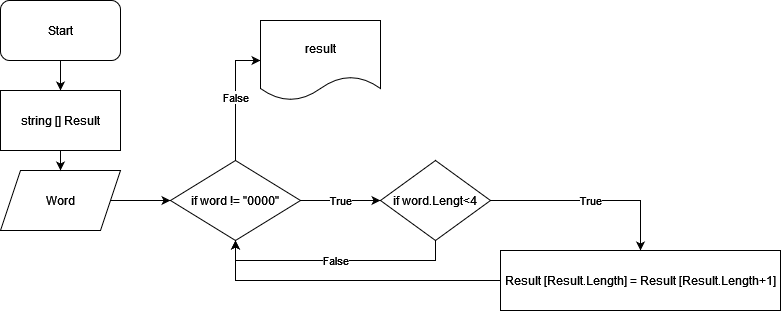 Start
result
False
string [] Result
Word
if word != "0000"
True
if word.Lengt<4
True
False
Result [Result.Length] = Result [Result.Length+1]